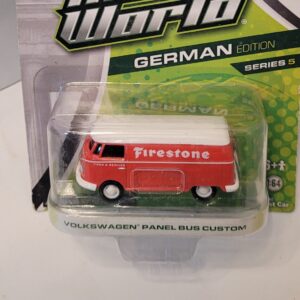 World
GERMAN EDITION
SERIES 5
Firestone
VOLKSWAGEN PANEL BUS CUSTOM